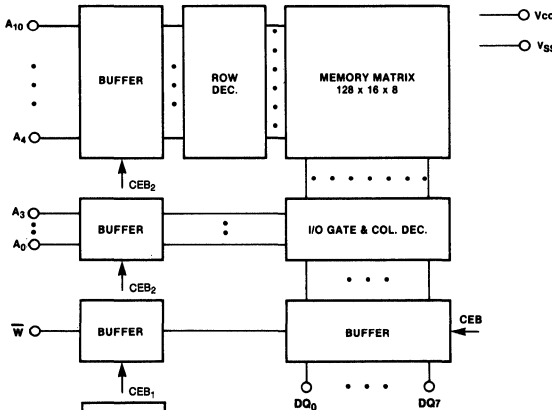 A10
BUFFER
ROW
DEC.
MEMORY MATRIX
128 x 16 x 8
VCC
VSS
A4
CEB2
A3
A0
BUFFER
I/O GATE & COL. DEC.
CEB2
W
BUFFER
BUFFER
CEB
CEB1
DQ0
DQ7